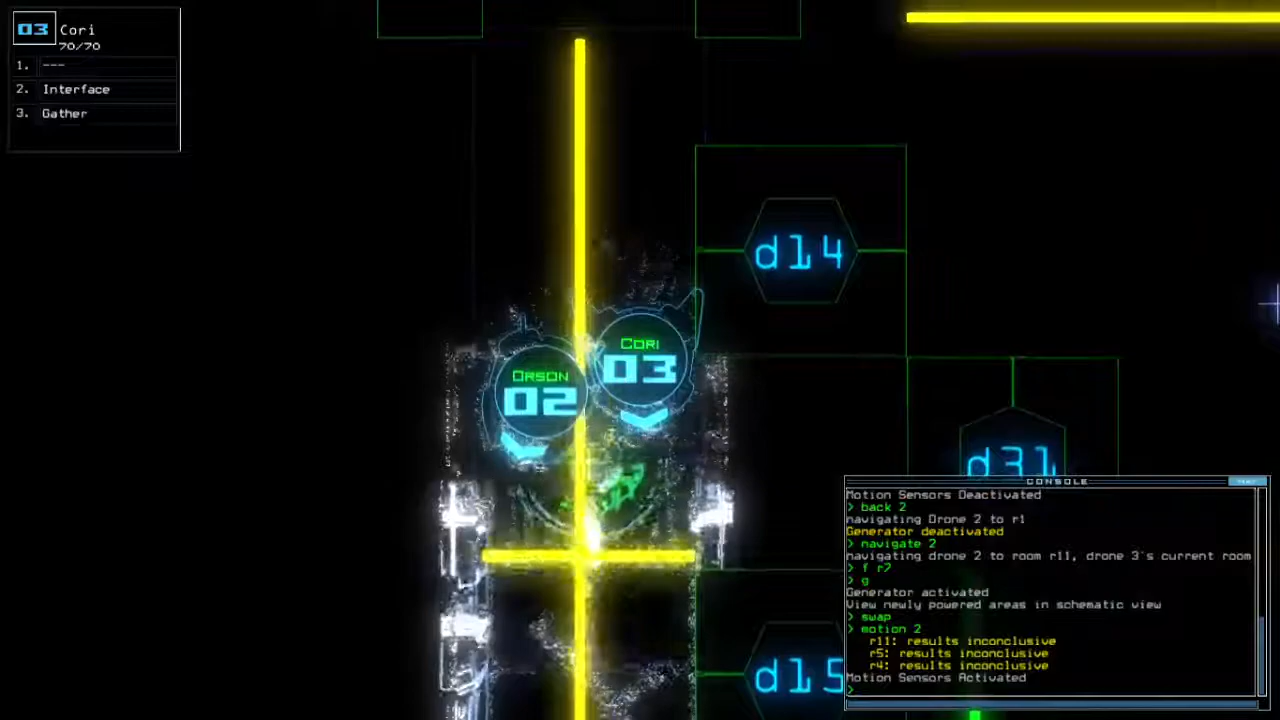 03 Cori
70/70
1. ---
2. Interface
3. Gather
d14
Cori
03
Orson
02
d31
CONSOLE
Motion Sensors Deactivated
> back 2
navigating Drone 2 to r1
Generator deactivated
> navigate 2
navigating drone 2 to room r11, drone 3's current room
> f r7
> g
Generator activated
View newly powered areas in schematic view
> swap
> motion 2
r11: results inconclusive
r5: results inconclusive
r4: results inconclusive
Motion Sensors Activated
>
d15